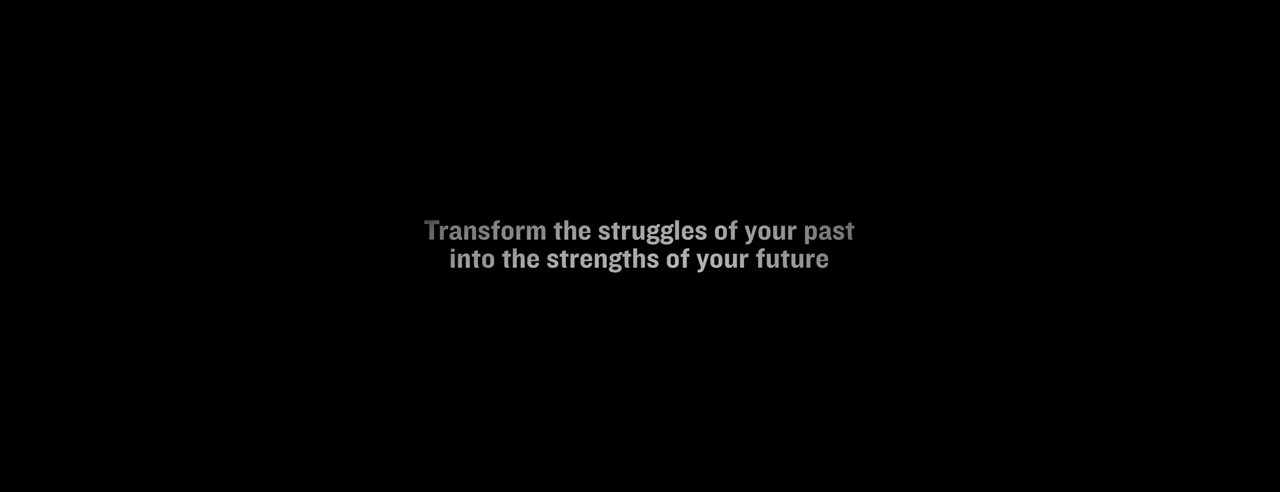 Transform the struggles of your past
into the strengths of your future